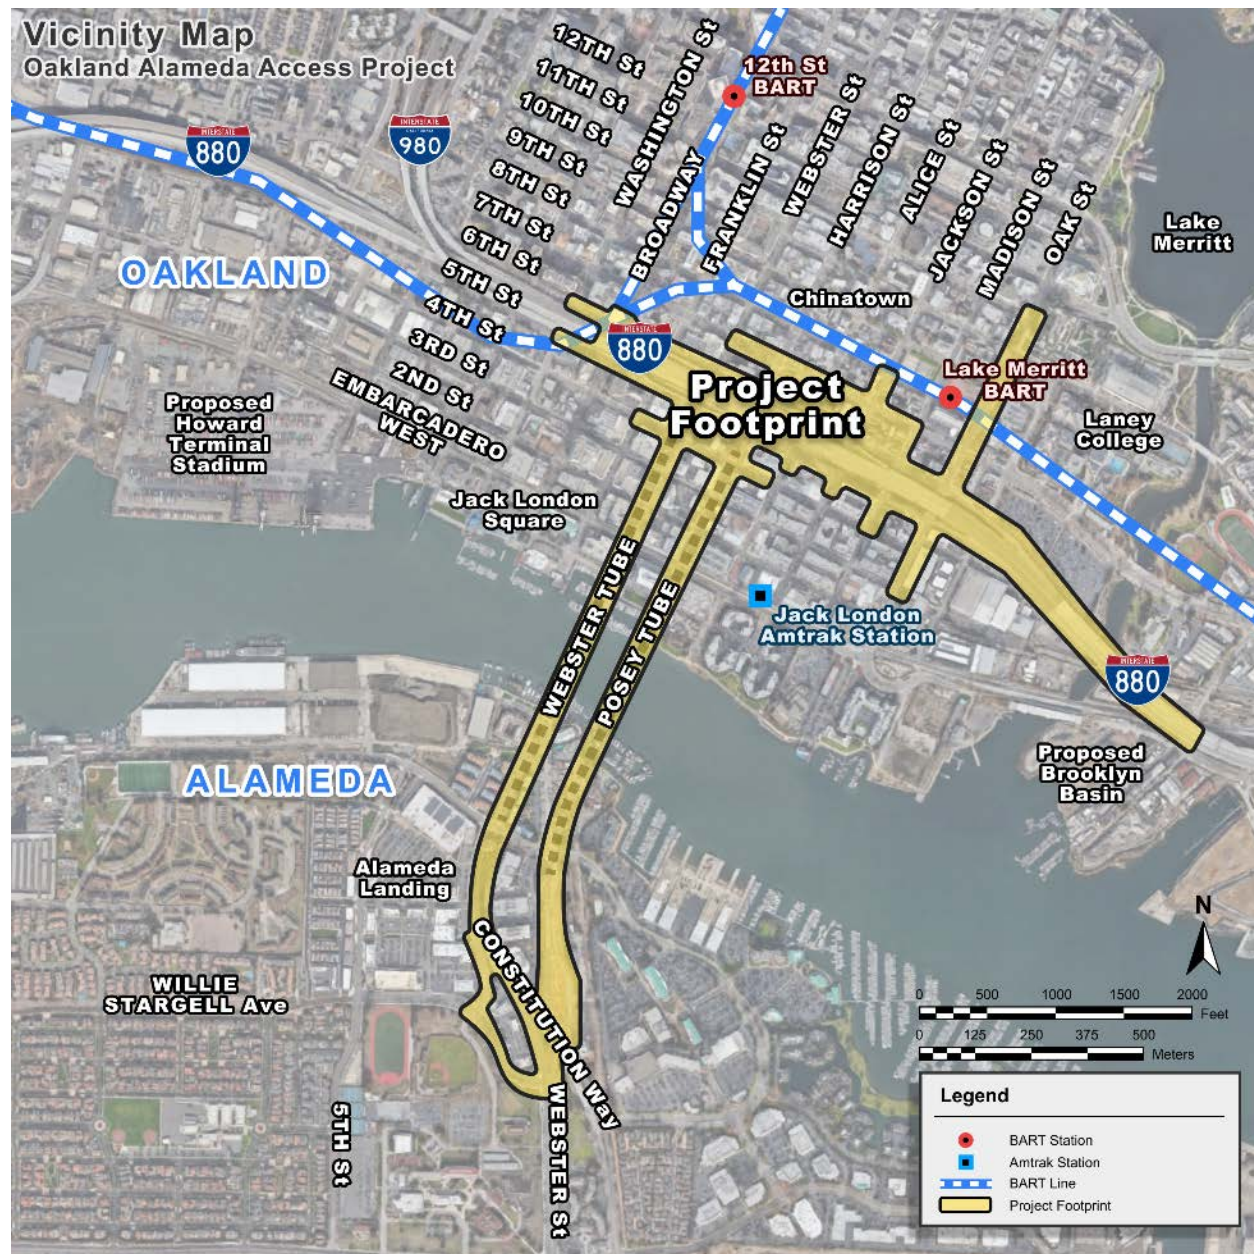 Vicinity Map
Oakland Alameda Access Project
12TH St
11TH St
10TH St
9TH St
8TH St
7TH St
6TH St
5TH St
4TH St
3RD St
2ND St
EMBARCADERO
WEST
WASHINGTON St
BROADWAY
FRANKLIN St
WEBSTER St
HARRISON St
ALICE St
JACKSON St
MADISON St
OAK St
12th St
BART
INTERSTATE
880
INTERSTATE
CALIFORNIA
980
Lake
Merritt
OAKLAND
Chinatown
INTERSTATE
880
Lake Merritt
BART
Project
Footprint
Laney
College
Proposed
Howard
Terminal
Stadium
Jack London
Square
WEBSTER TUBE
POSEY TUBE
Jack London
Amtrak Station
INTERSTATE
880
Proposed
Brooklyn
Basin
ALAMEDA
Alameda
Landing
CONSTITUTION Way
WILLIE
STARGELL Ave
5TH St
WEBSTER St
N
0 500 1000 1500 2000
Feet
0 125 250 375 500
Meters
Legend
BART Station
Amtrak Station
BART Line
Project Footprint